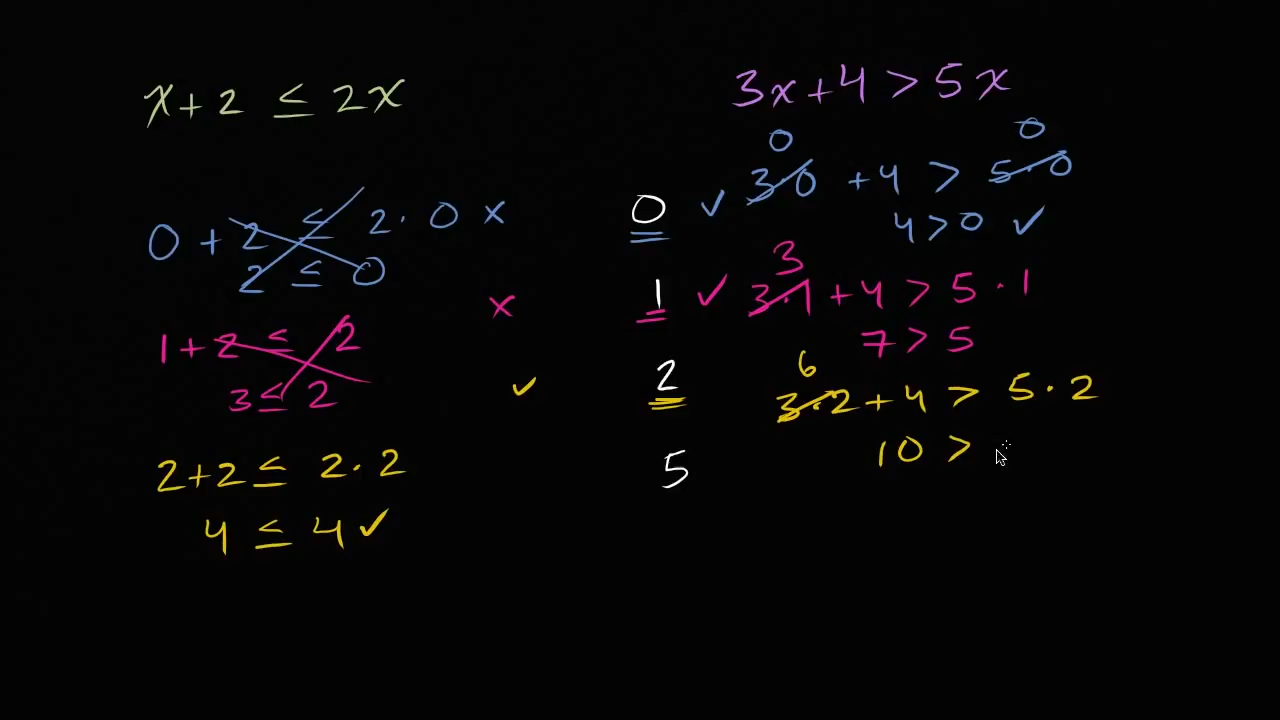 x+2 ≤ 2x
0 + 2 ≤ 2·0 x
2 ≤ 0
1+2 ≤ 2 x
3 ≤ 2
✓
2+2 ≤ 2·2
4 ≤ 4 ✓
0 ✓
1 ✓
2
5
3x+4 > 5x
0 0
3·0 +4 > 5·0
4>0 ✓
3
3·1 +4 > 5·1
7 > 5
6
3·2+4 > 5·2
10 >